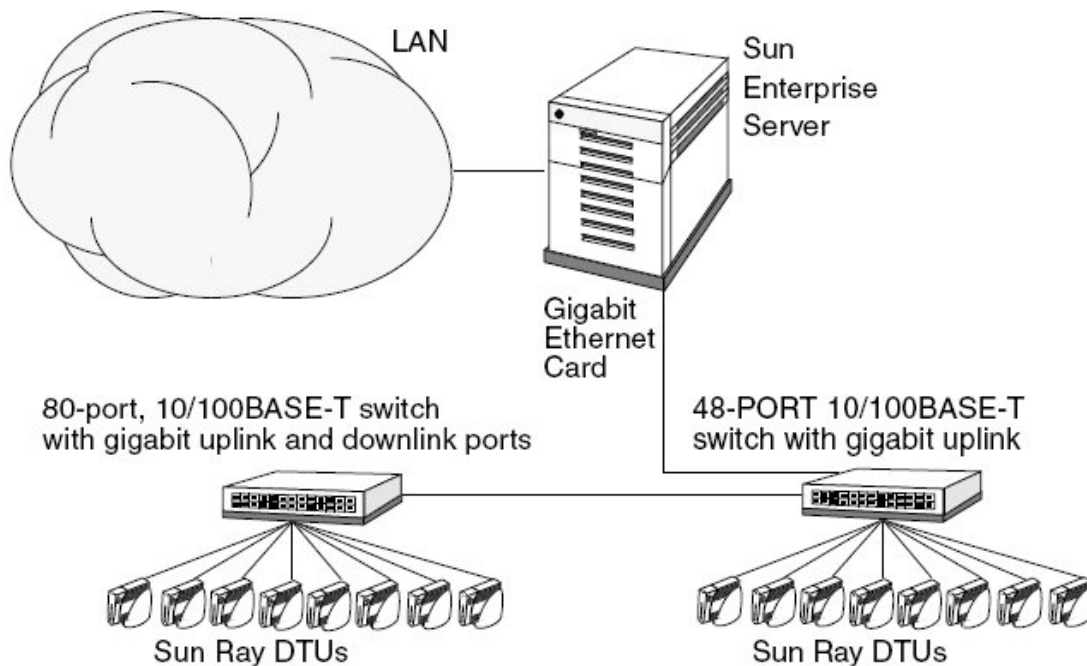 LAN
Sun
Enterprise
Server
Gigabit
Ethernet
Card
80-port, 10/100BASE-T switch
with gigabit uplink and downlink ports
48-PORT 10/100BASE-T
switch with gigabit uplink
Sun Ray DTUs
Sun Ray DTUs